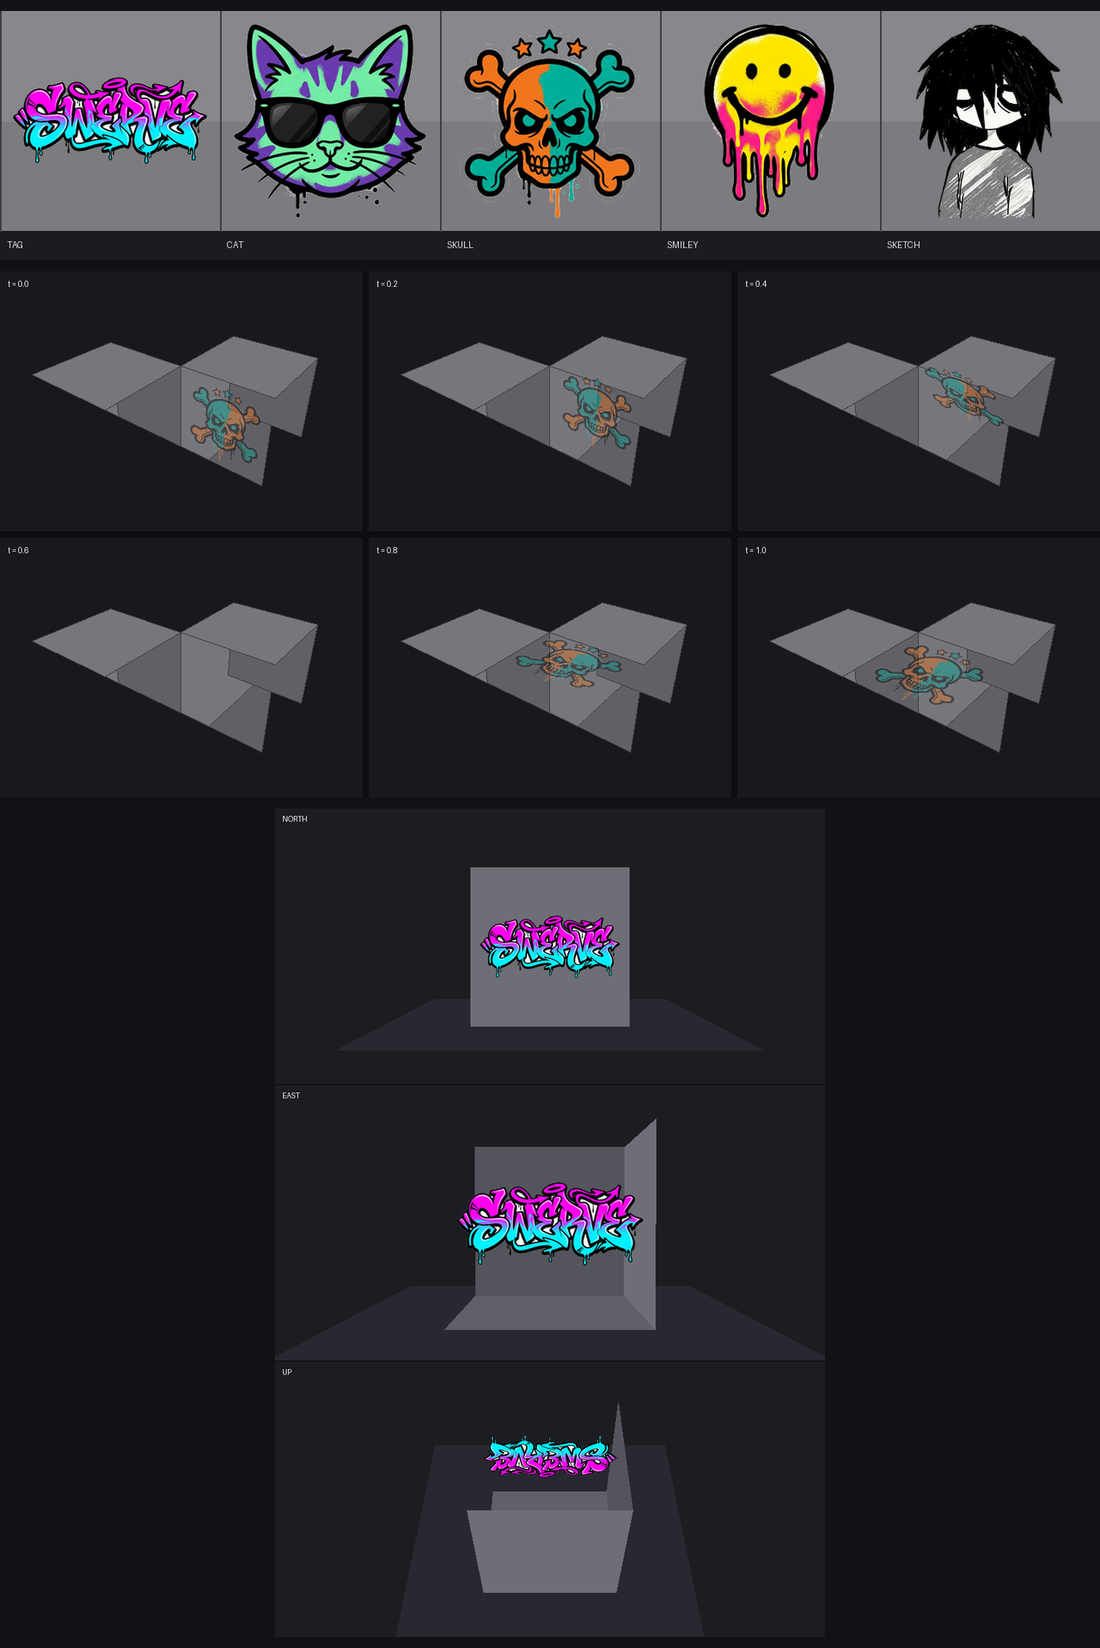 SWERVE
TAG CAT SKULL SMILEY SKETCH
t = 0.0 t = 0.2 t = 0.4
t = 0.6 t = 0.8 t = 1.0
NORTH
SWERVE
EAST
SWERVE
UP
SWERVE